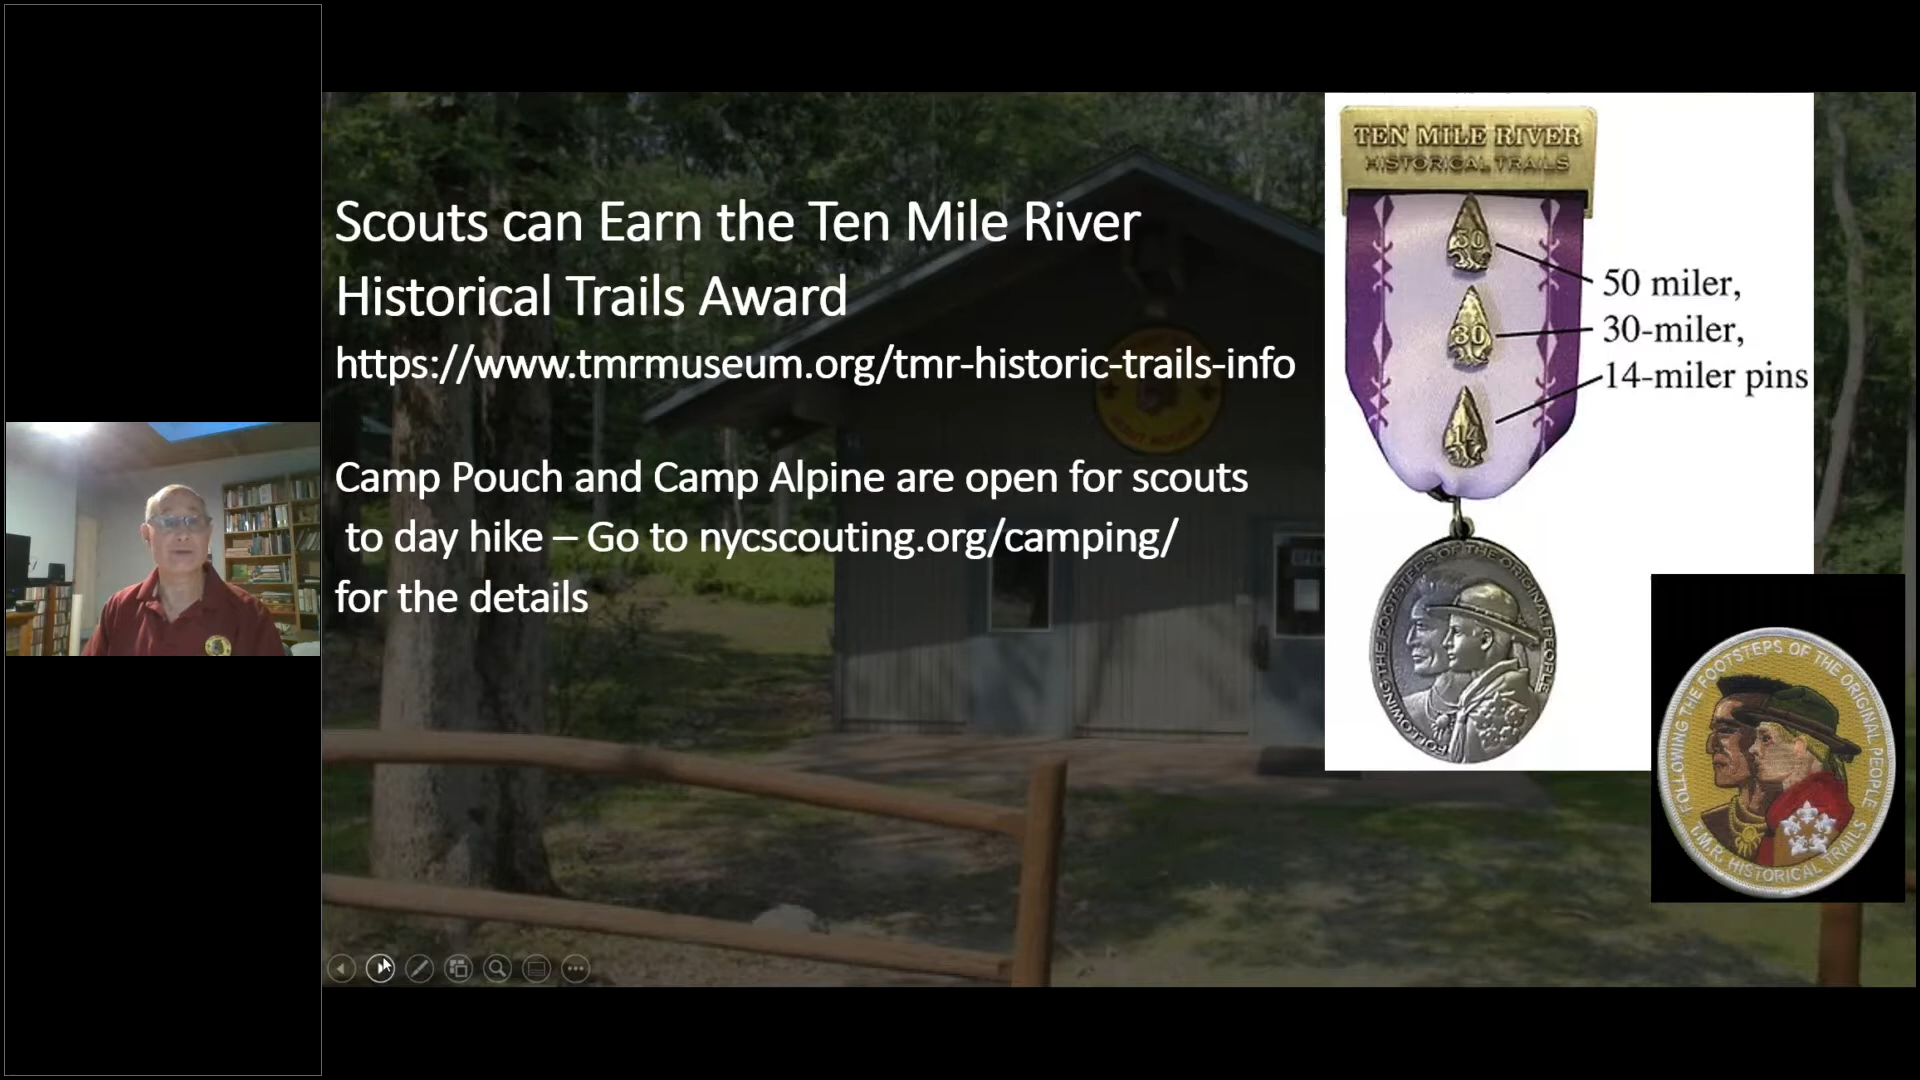 Scouts can Earn the Ten Mile River
Historical Trails Award
https://www.tmrmuseum.org/tmr-historic-trails-info
Camp Pouch and Camp Alpine are open for scouts
to day hike – Go to nycscouting.org/camping/
for the details
TEN MILE RIVER
HISTORICAL TRAILS
50
30
14
50 miler,
30-miler,
14-miler pins
FOLLOWING THE FOOTSTEPS OF THE ORIGINAL PEOPLE
FOLLOWING THE FOOTSTEPS OF THE ORIGINAL PEOPLE
T.M.R. HISTORICAL TRAILS